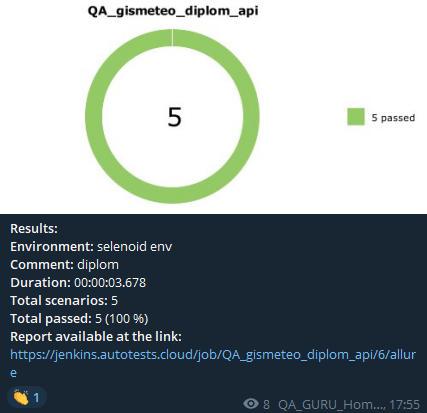 QA_gismeteo_diplom_api
5
5 passed
Results:
Environment: selenoid env
Comment: diplom
Duration: 00:00:03.678
Total scenarios: 5
Total passed: 5 (100 %)
Report available at the link:
https://jenkins.autotests.cloud/job/QA_gismeteo_diplom_api/6/allur
e
👏 1
8 QA_GURU_Hom..., 17:55